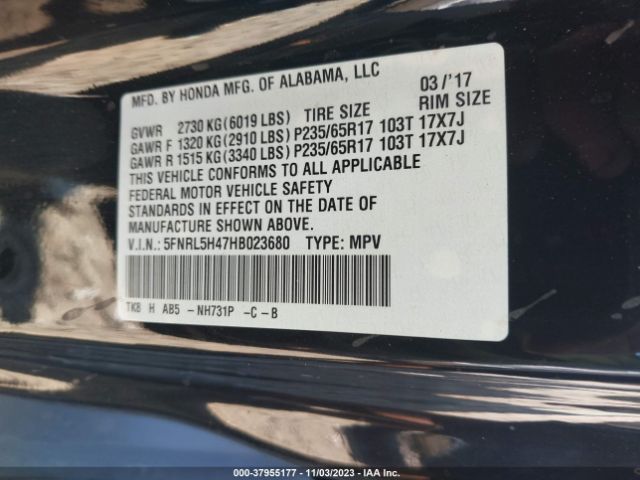 MFD. BY HONDA MFG. OF ALABAMA, LLC 03/'17
GVWR 2730 KG(6019 LBS) TIRE SIZE RIM SIZE
GAWR F 1320 KG(2910 LBS) P235/65R17 103T 17X7J
GAWR R 1515 KG(3340 LBS) P235/65R17 103T 17X7J
THIS VEHICLE CONFORMS TO ALL APPLICABLE
FEDERAL MOTOR VEHICLE SAFETY
STANDARDS IN EFFECT ON THE DATE OF
MANUFACTURE SHOWN ABOVE.
V.I.N.: 5FNRL5H47HB023680 TYPE: MPV
TK8 H AB5 -NH731P -C-B
000-37955177 - 11/03/2023 - IAA Inc.